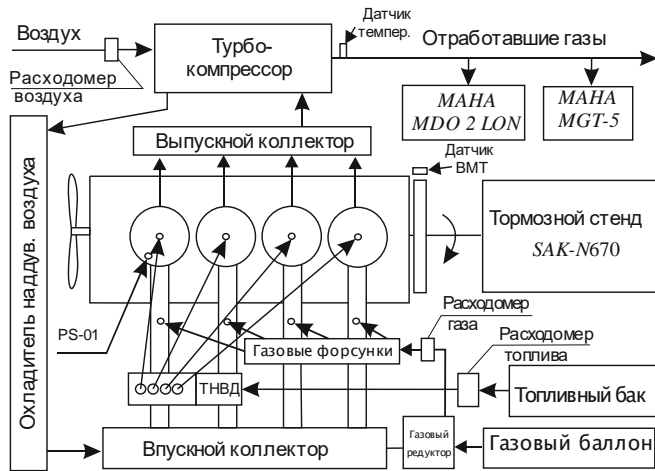 Воздух
Расходомер
воздуха
Турбо-
компрессор
Датчик
темпер.
Отработавшие газы
МАНА
MDO 2 LON
МАНА
MGT-5
Выпускной коллектор
Датчик
ВМТ
Охладитель наддув. воздуха
Тормозной стенд
SAK-N670
PS-01
Газовые форсунки
Расходомер
газа
Расходомер
топлива
ТНВД
Топливный бак
Впускной коллектор
Газовый
редуктор
Газовый баллон